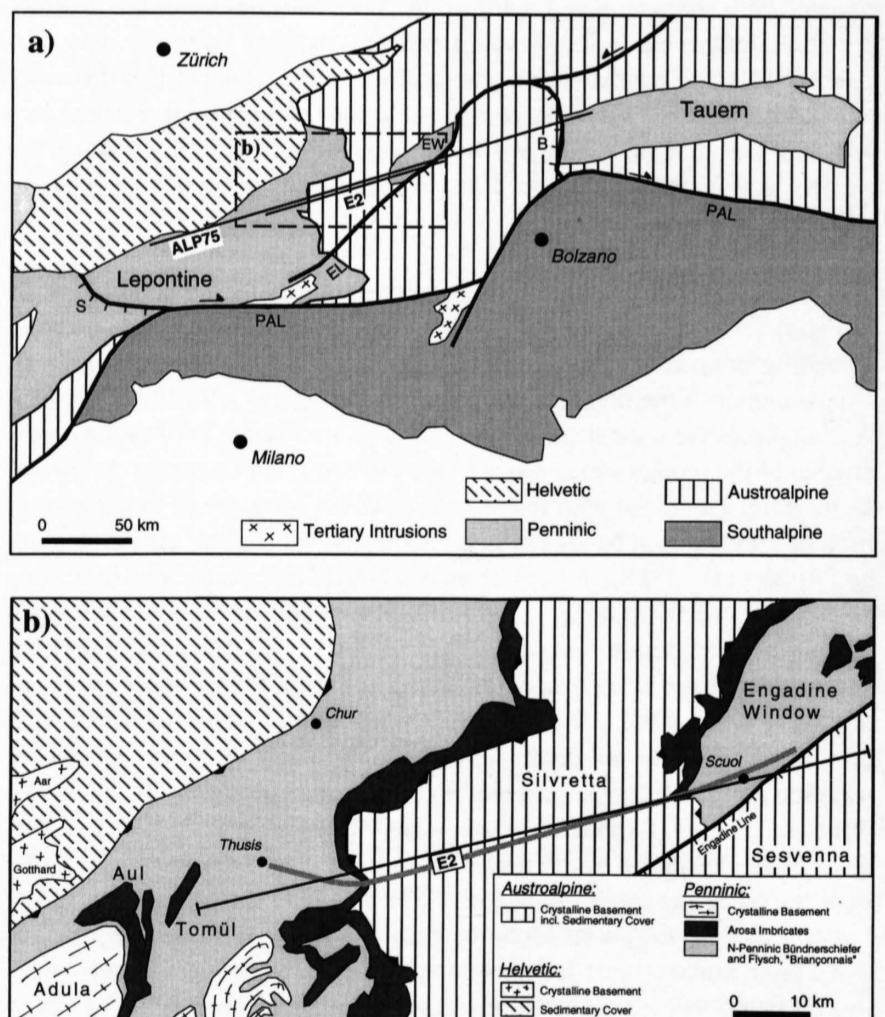 a)
Zürich
Tauern
EW
B
b)
E2
PAL
ALP75
Bolzano
Lepontine
EL
S
PAL
Milano
Helvetic
Austroalpine
0 50 km
Tertiary Intrusions
Penninic
Southalpine
b)
Engadine
Window
Chur
Silvretta
Scuol
Aar
Thusis
Engadine Line
E2
Sesvenna
Gotthard
Aul
Tomül
Adula
Austroalpine:
Crystalline Basement
incl. Sedimentary Cover
Helvetic:
Crystalline Basement
Sedimentary Cover
Penninic:
Crystalline Basement
Arosa Imbricates
N-Penninic Bündnerschiefer
and Flysch, "Briançonnais"
0 10 km